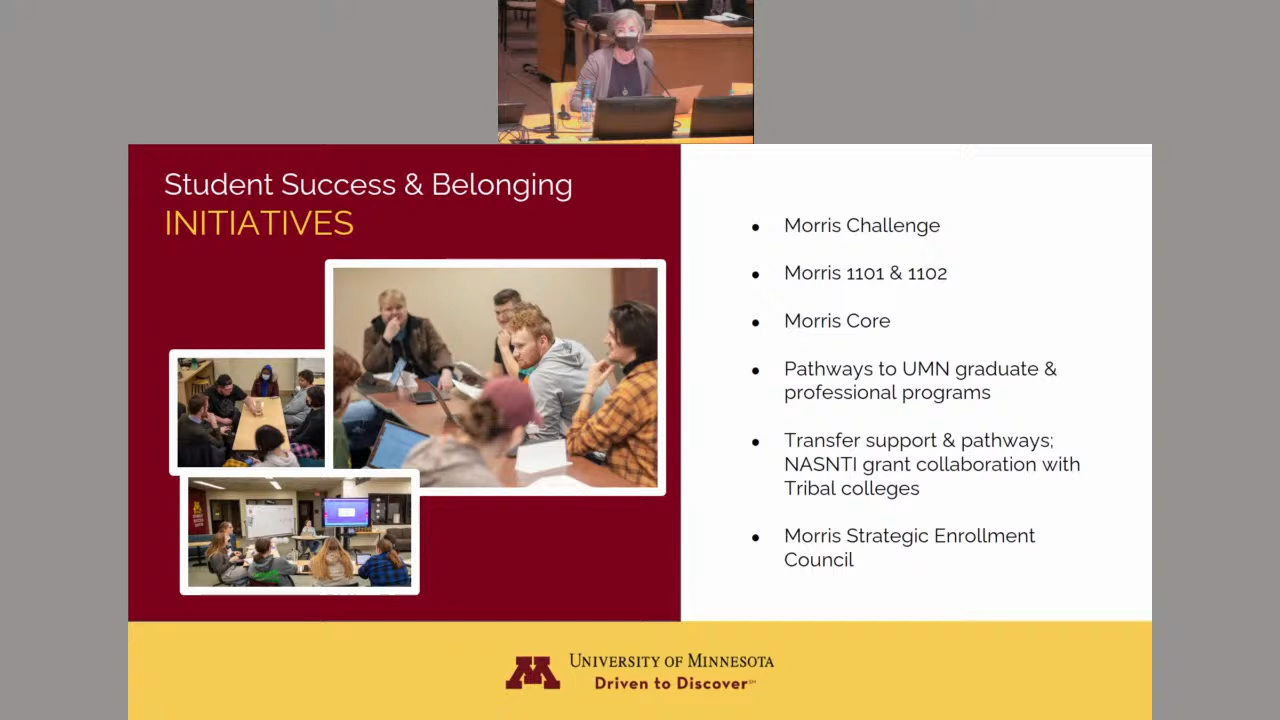 Student Success & Belonging
INITIATIVES
Morris Challenge
Morris 1101 & 1102
Morris Core
Pathways to UMN graduate &
professional programs
Transfer support & pathways;
NASNTI grant collaboration with
Tribal colleges
Morris Strategic Enrollment
Council
UNIVERSITY OF MINNESOTA
Driven to Discover℠